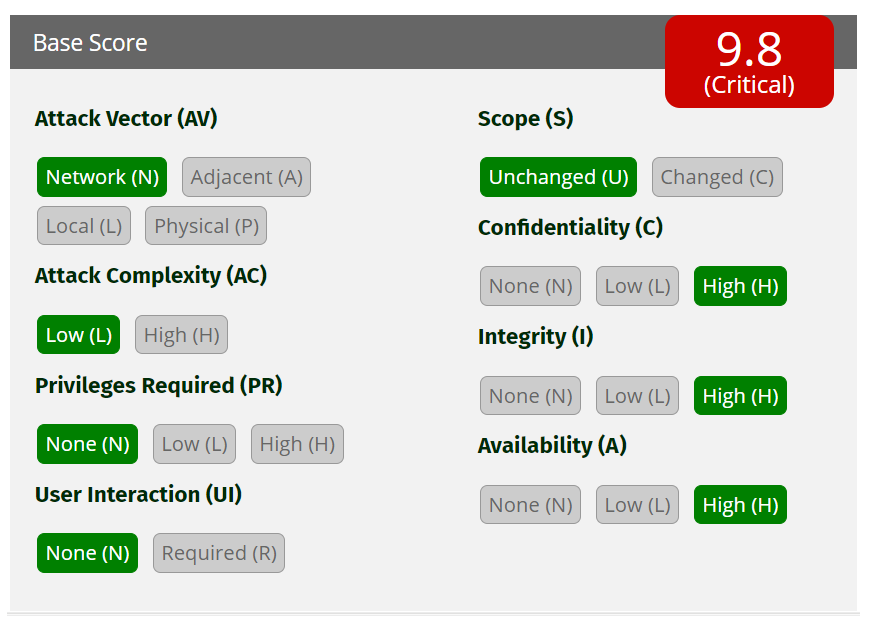 Base Score
9.8
(Critical)
Attack Vector (AV)
Network (N) Adjacent (A)
Local (L) Physical (P)
Attack Complexity (AC)
Low (L) High (H)
Privileges Required (PR)
None (N) Low (L) High (H)
User Interaction (UI)
None (N) Required (R)
Scope (S)
Unchanged (U) Changed (C)
Confidentiality (C)
None (N) Low (L) High (H)
Integrity (I)
None (N) Low (L) High (H)
Availability (A)
None (N) Low (L) High (H)